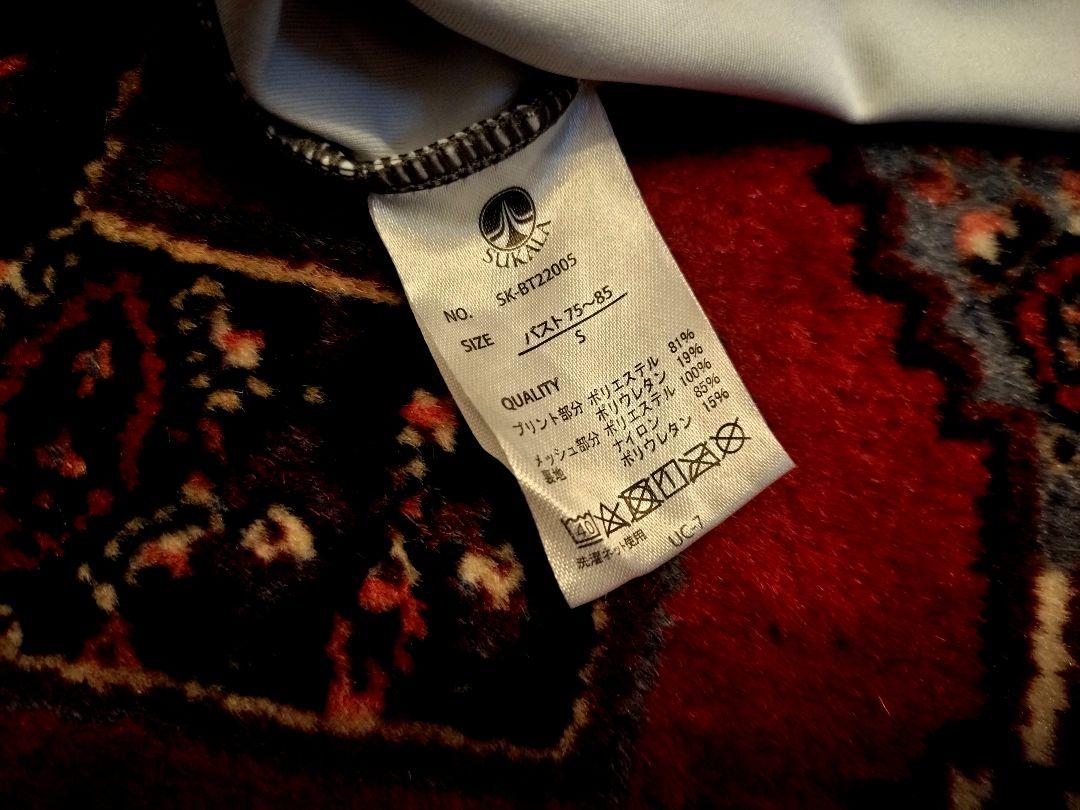 SUKALA
NO. SK-BT22005
SIZE バスト75～85
S
QUALITY
プリント部分 ポリエステル 81%
ポリウレタン 19%
メッシュ部分 ポリエステル 100%
裏地 ナイロン 85%
ポリウレタン 15%
40
洗濯ネット使用 UC-7